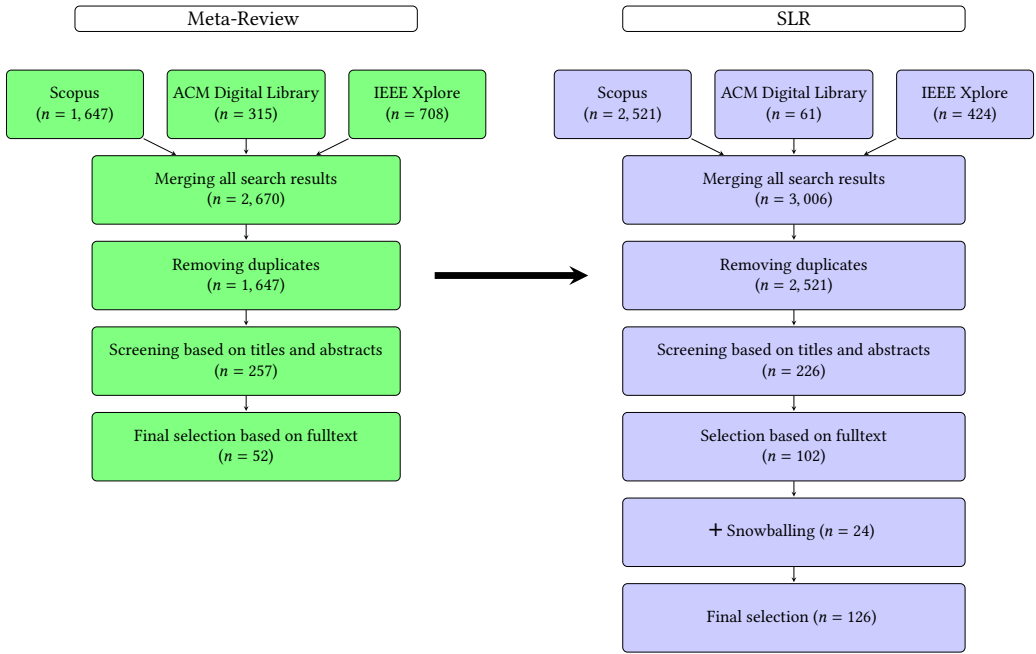 Meta-Review
Scopus
(n = 1, 647)
ACM Digital Library
(n = 315)
IEEE Xplore
(n = 708)
Merging all search results
(n = 2, 670)
Removing duplicates
(n = 1, 647)
Screening based on titles and abstracts
(n = 257)
Final selection based on fulltext
(n = 52)
SLR
Scopus
(n = 2, 521)
ACM Digital Library
(n = 61)
IEEE Xplore
(n = 424)
Merging all search results
(n = 3, 006)
Removing duplicates
(n = 2, 521)
Screening based on titles and abstracts
(n = 226)
Selection based on fulltext
(n = 102)
+ Snowballing (n = 24)
Final selection (n = 126)